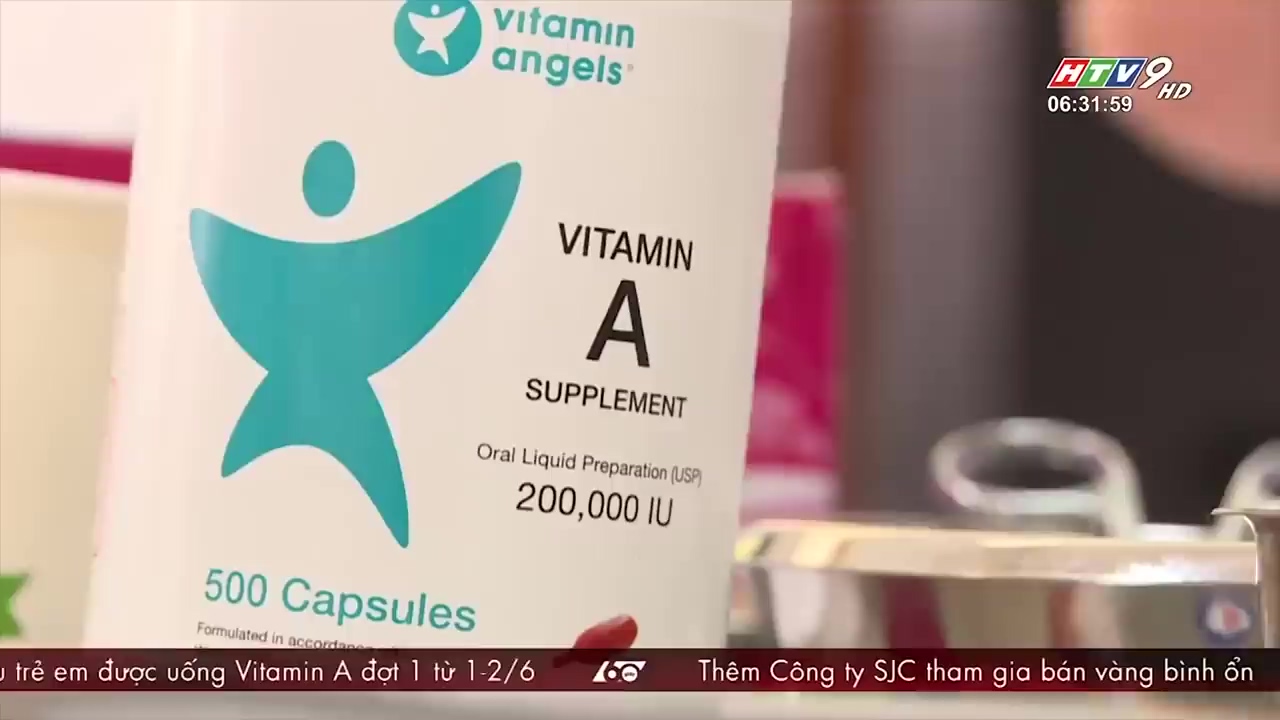 vitamin
angels
HTV9
HD
06:31:59
VITAMIN
A
SUPPLEMENT
Oral Liquid Preparation (USP)
200,000 IU
500 Capsules
Formulated in accordance
trẻ em được uống Vitamin A đợt 1 từ 1-2/6
60 giây
Thêm Công ty SJC tham gia bán vàng bình ổn